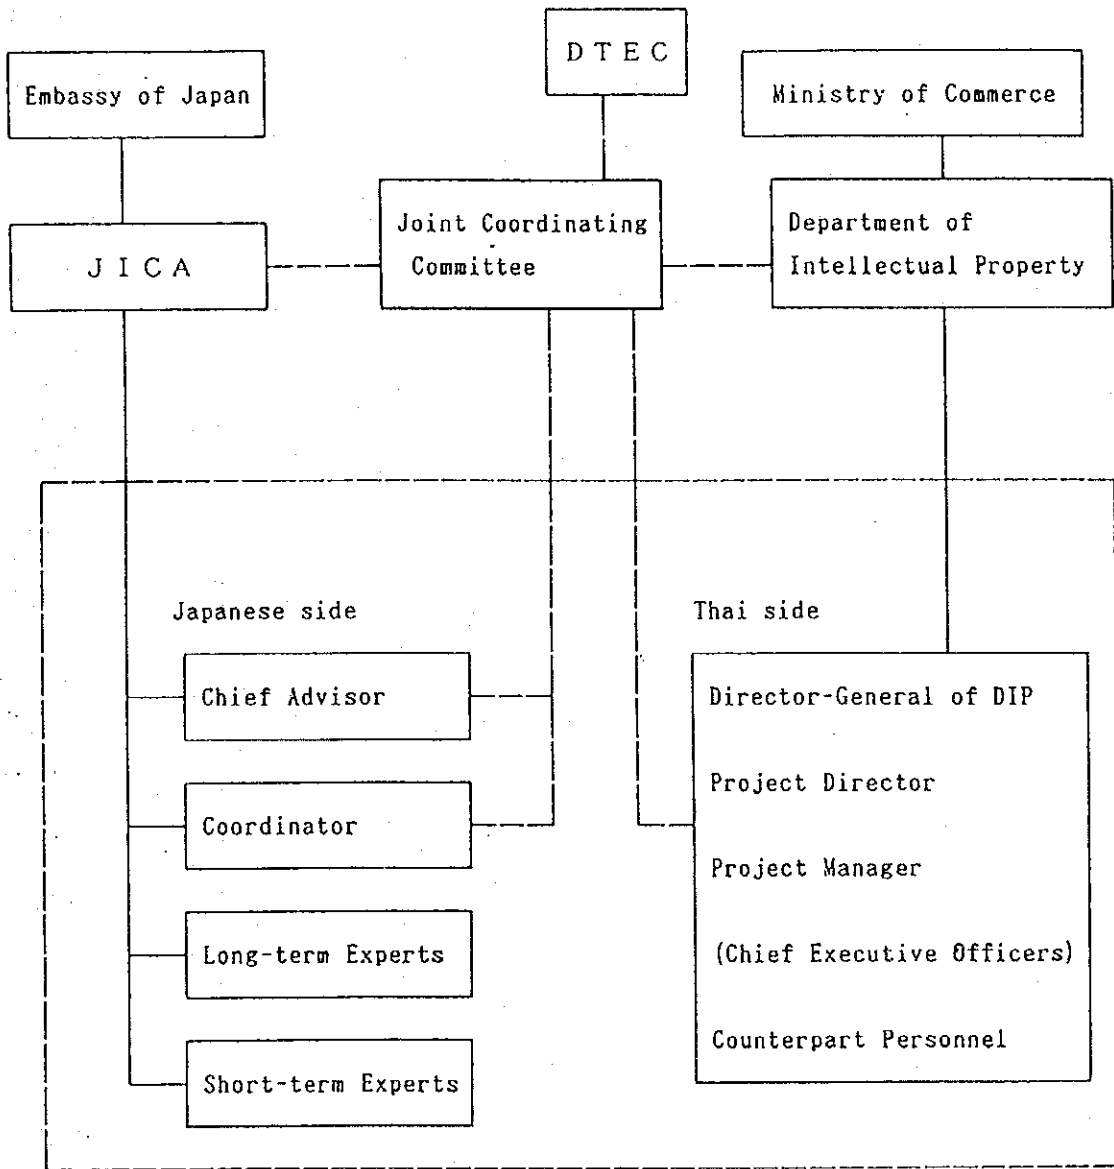 D T E C
Embassy of Japan
Ministry of Commerce
Joint Coordinating
Committee
Department of
Intellectual Property
J I C A
Japanese side
Thai side
Chief Advisor
Coordinator
Long-term Experts
Short-term Experts
Director-General of DIP
Project Director
Project Manager
(Chief Executive Officers)
Counterpart Personnel